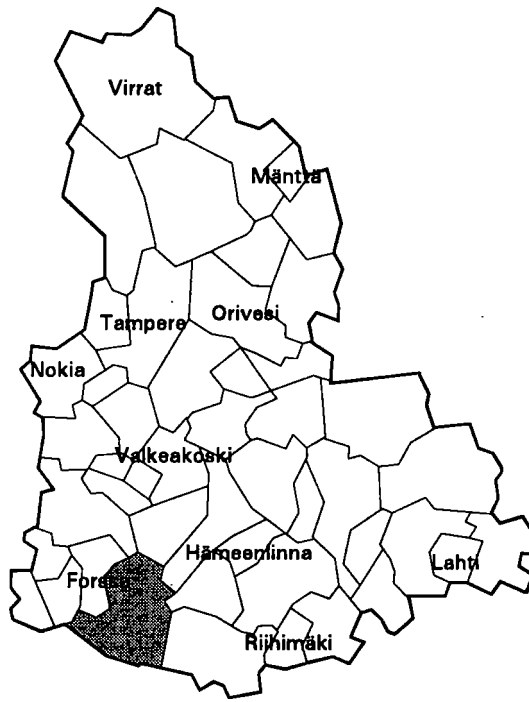 Virrat
Mänttä
Tampere
Orivesi
Nokia
Valkeakoski
Hämeenlinna
Lahti
Forssa
Riihimäki